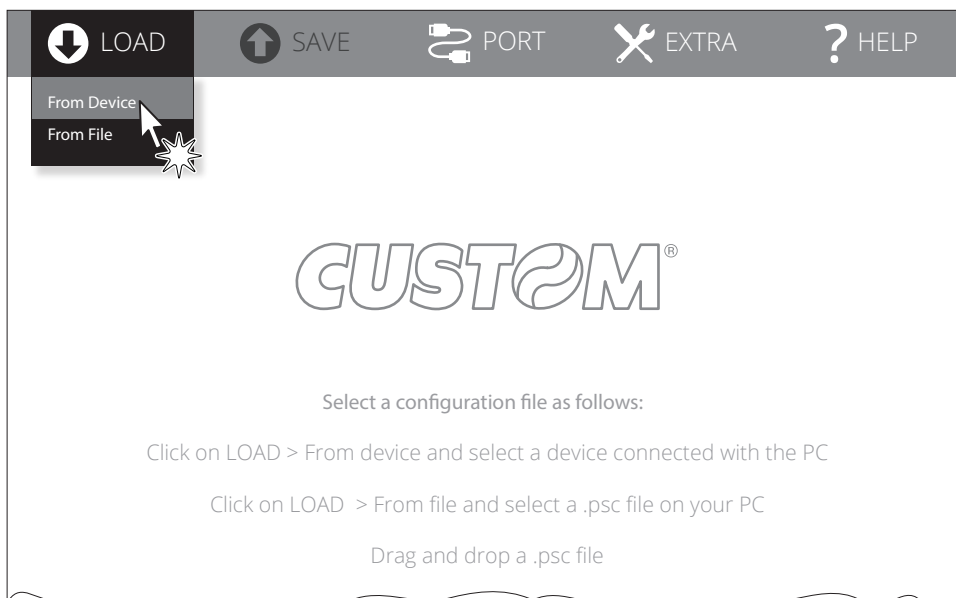 LOAD SAVE PORT EXTRA ? HELP
From Device
From File
CUSTOM®
Select a configuration file as follows:
Click on LOAD > From device and select a device connected with the PC
Click on LOAD > From file and select a .psc file on your PC
Drag and drop a .psc file